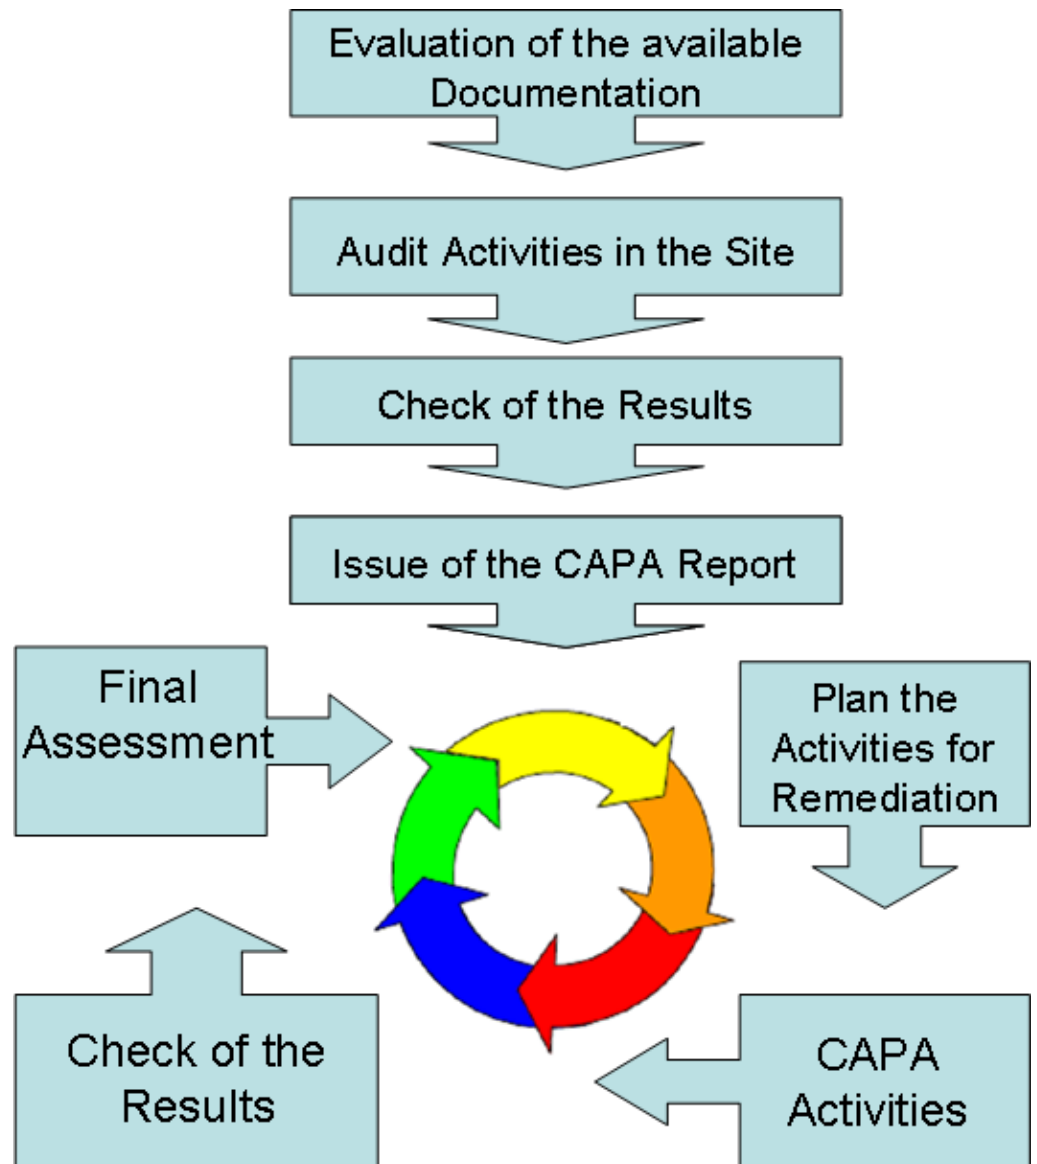 Evaluation of the available
Documentation
Audit Activities in the Site
Check of the Results
Issue of the CAPA Report
Final
Assessment
Plan the
Activities for
Remediation
CAPA
Activities
Check of the
Results